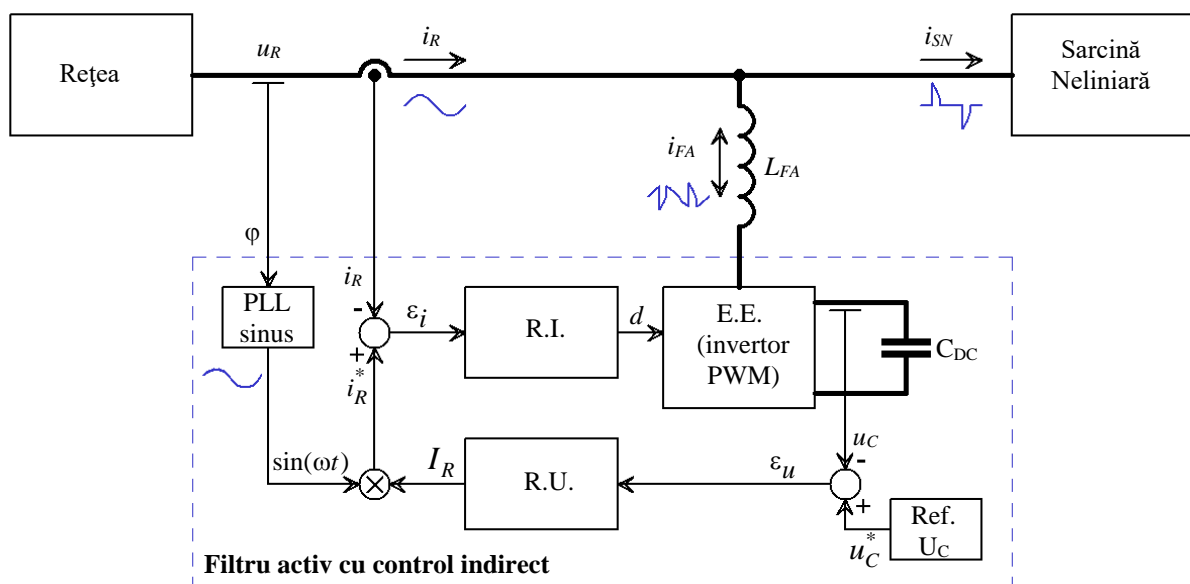 Reţea
u_R
i_R
i_SN
Sarcină
Neliniară
i_FA
L_FA
φ
i_R
PLL
sinus
-
+
ε_i
R.I.
d
E.E.
(invertor
PWM)
C_DC
i_R^*
sin(ωt)
I_R
R.U.
ε_u
u_C
-
+
u_C^*
Ref.
U_C
Filtru activ cu control indirect